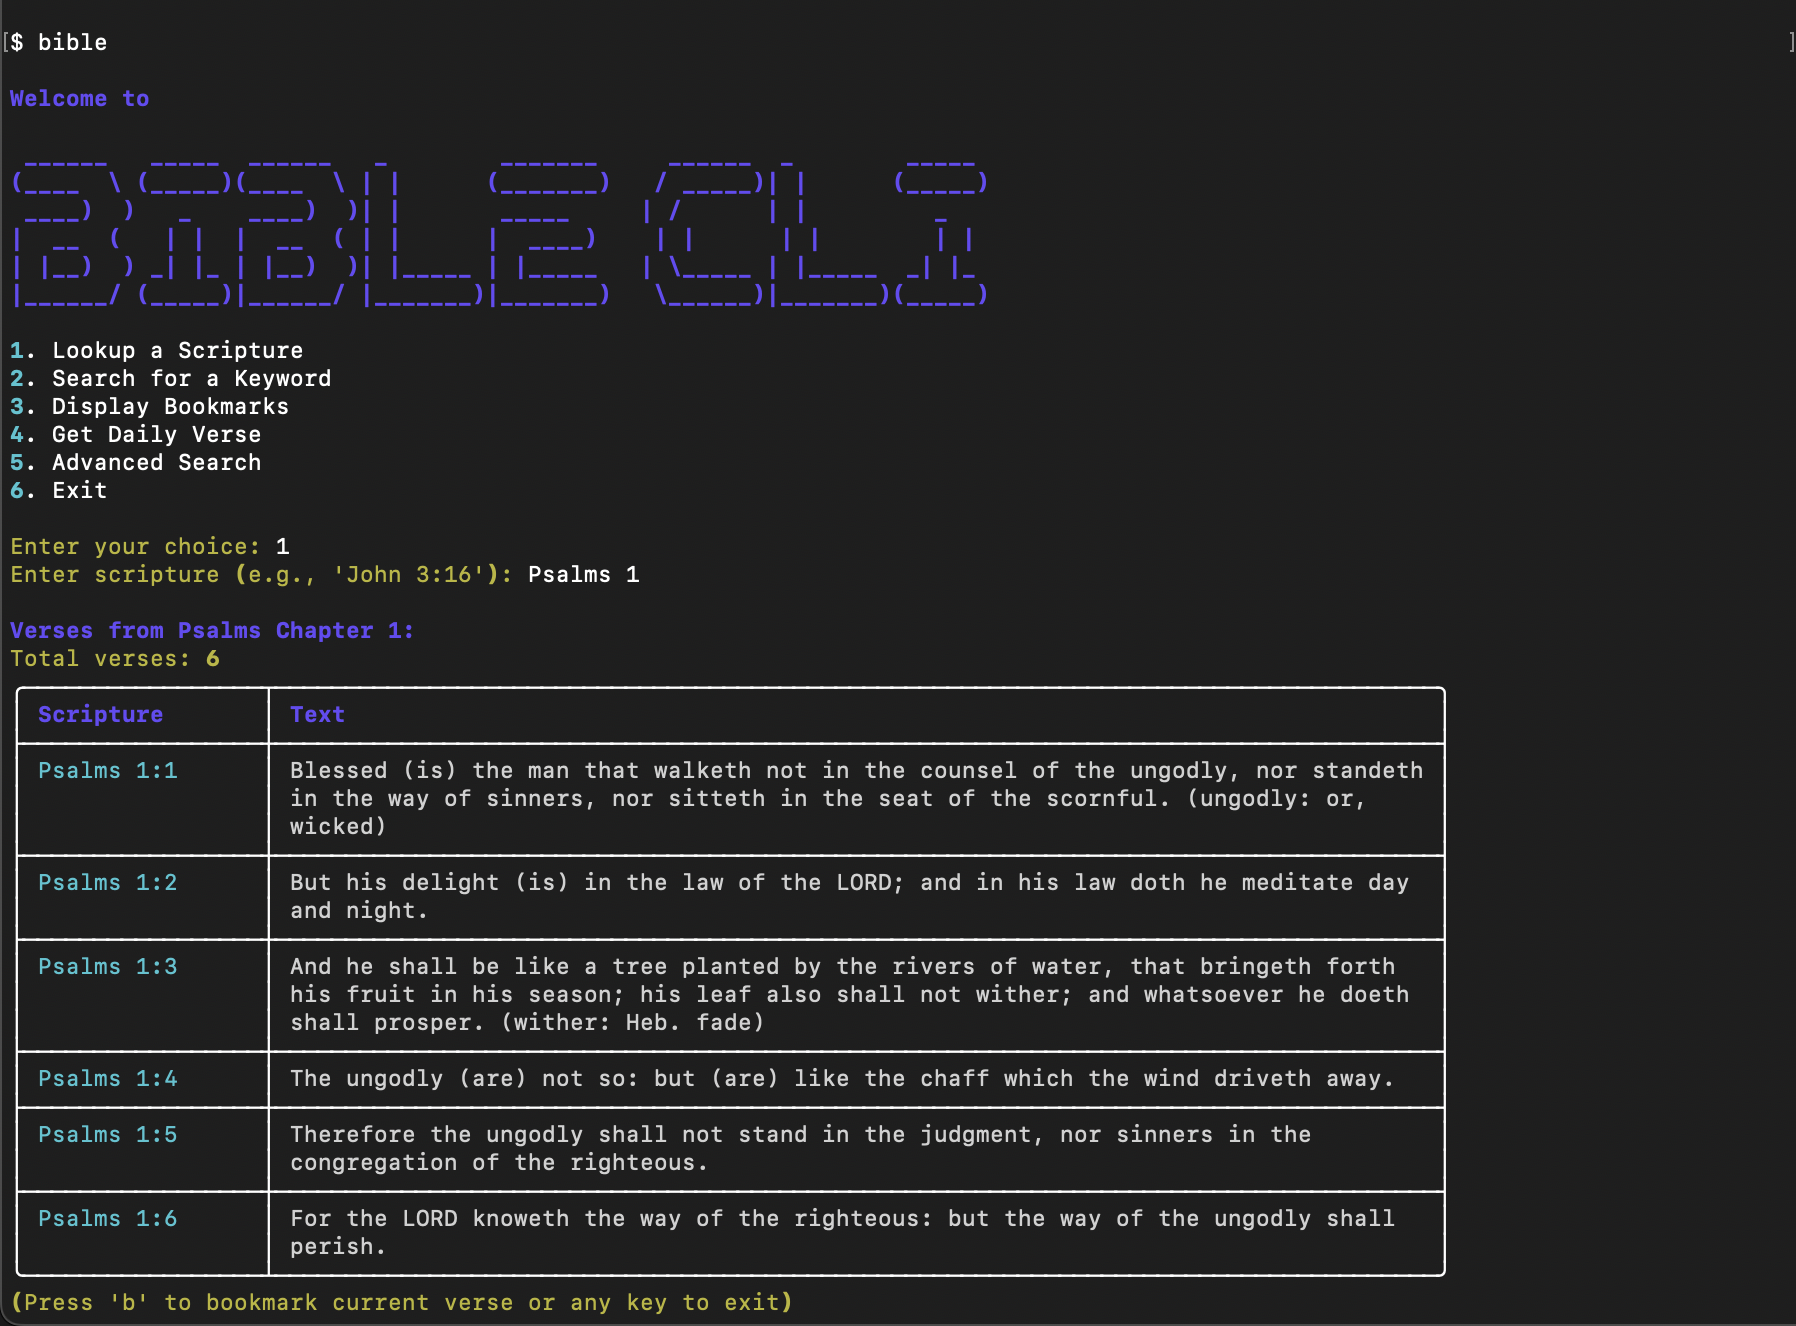 $ bible
Welcome to
BIBLE CLI
1. Lookup a Scripture
2. Search for a Keyword
3. Display Bookmarks
4. Get Daily Verse
5. Advanced Search
6. Exit
Enter your choice: 1
Enter scripture (e.g., 'John 3:16'): Psalms 1
Verses from Psalms Chapter 1:
Total verses: 6
Scripture Text
Psalms 1:1 Blessed (is) the man that walketh not in the counsel of the ungodly, nor standeth
in the way of sinners, nor sitteth in the seat of the scornful. (ungodly: or,
wicked)
Psalms 1:2 But his delight (is) in the law of the LORD; and in his law doth he meditate day
and night.
Psalms 1:3 And he shall be like a tree planted by the rivers of water, that bringeth forth
his fruit in his season; his leaf also shall not wither; and whatsoever he doeth
shall prosper. (wither: Heb. fade)
Psalms 1:4 The ungodly (are) not so: but (are) like the chaff which the wind driveth away.
Psalms 1:5 Therefore the ungodly shall not stand in the judgment, nor sinners in the
congregation of the righteous.
Psalms 1:6 For the LORD knoweth the way of the righteous: but the way of the ungodly shall
perish.
(Press 'b' to bookmark current verse or any key to exit)